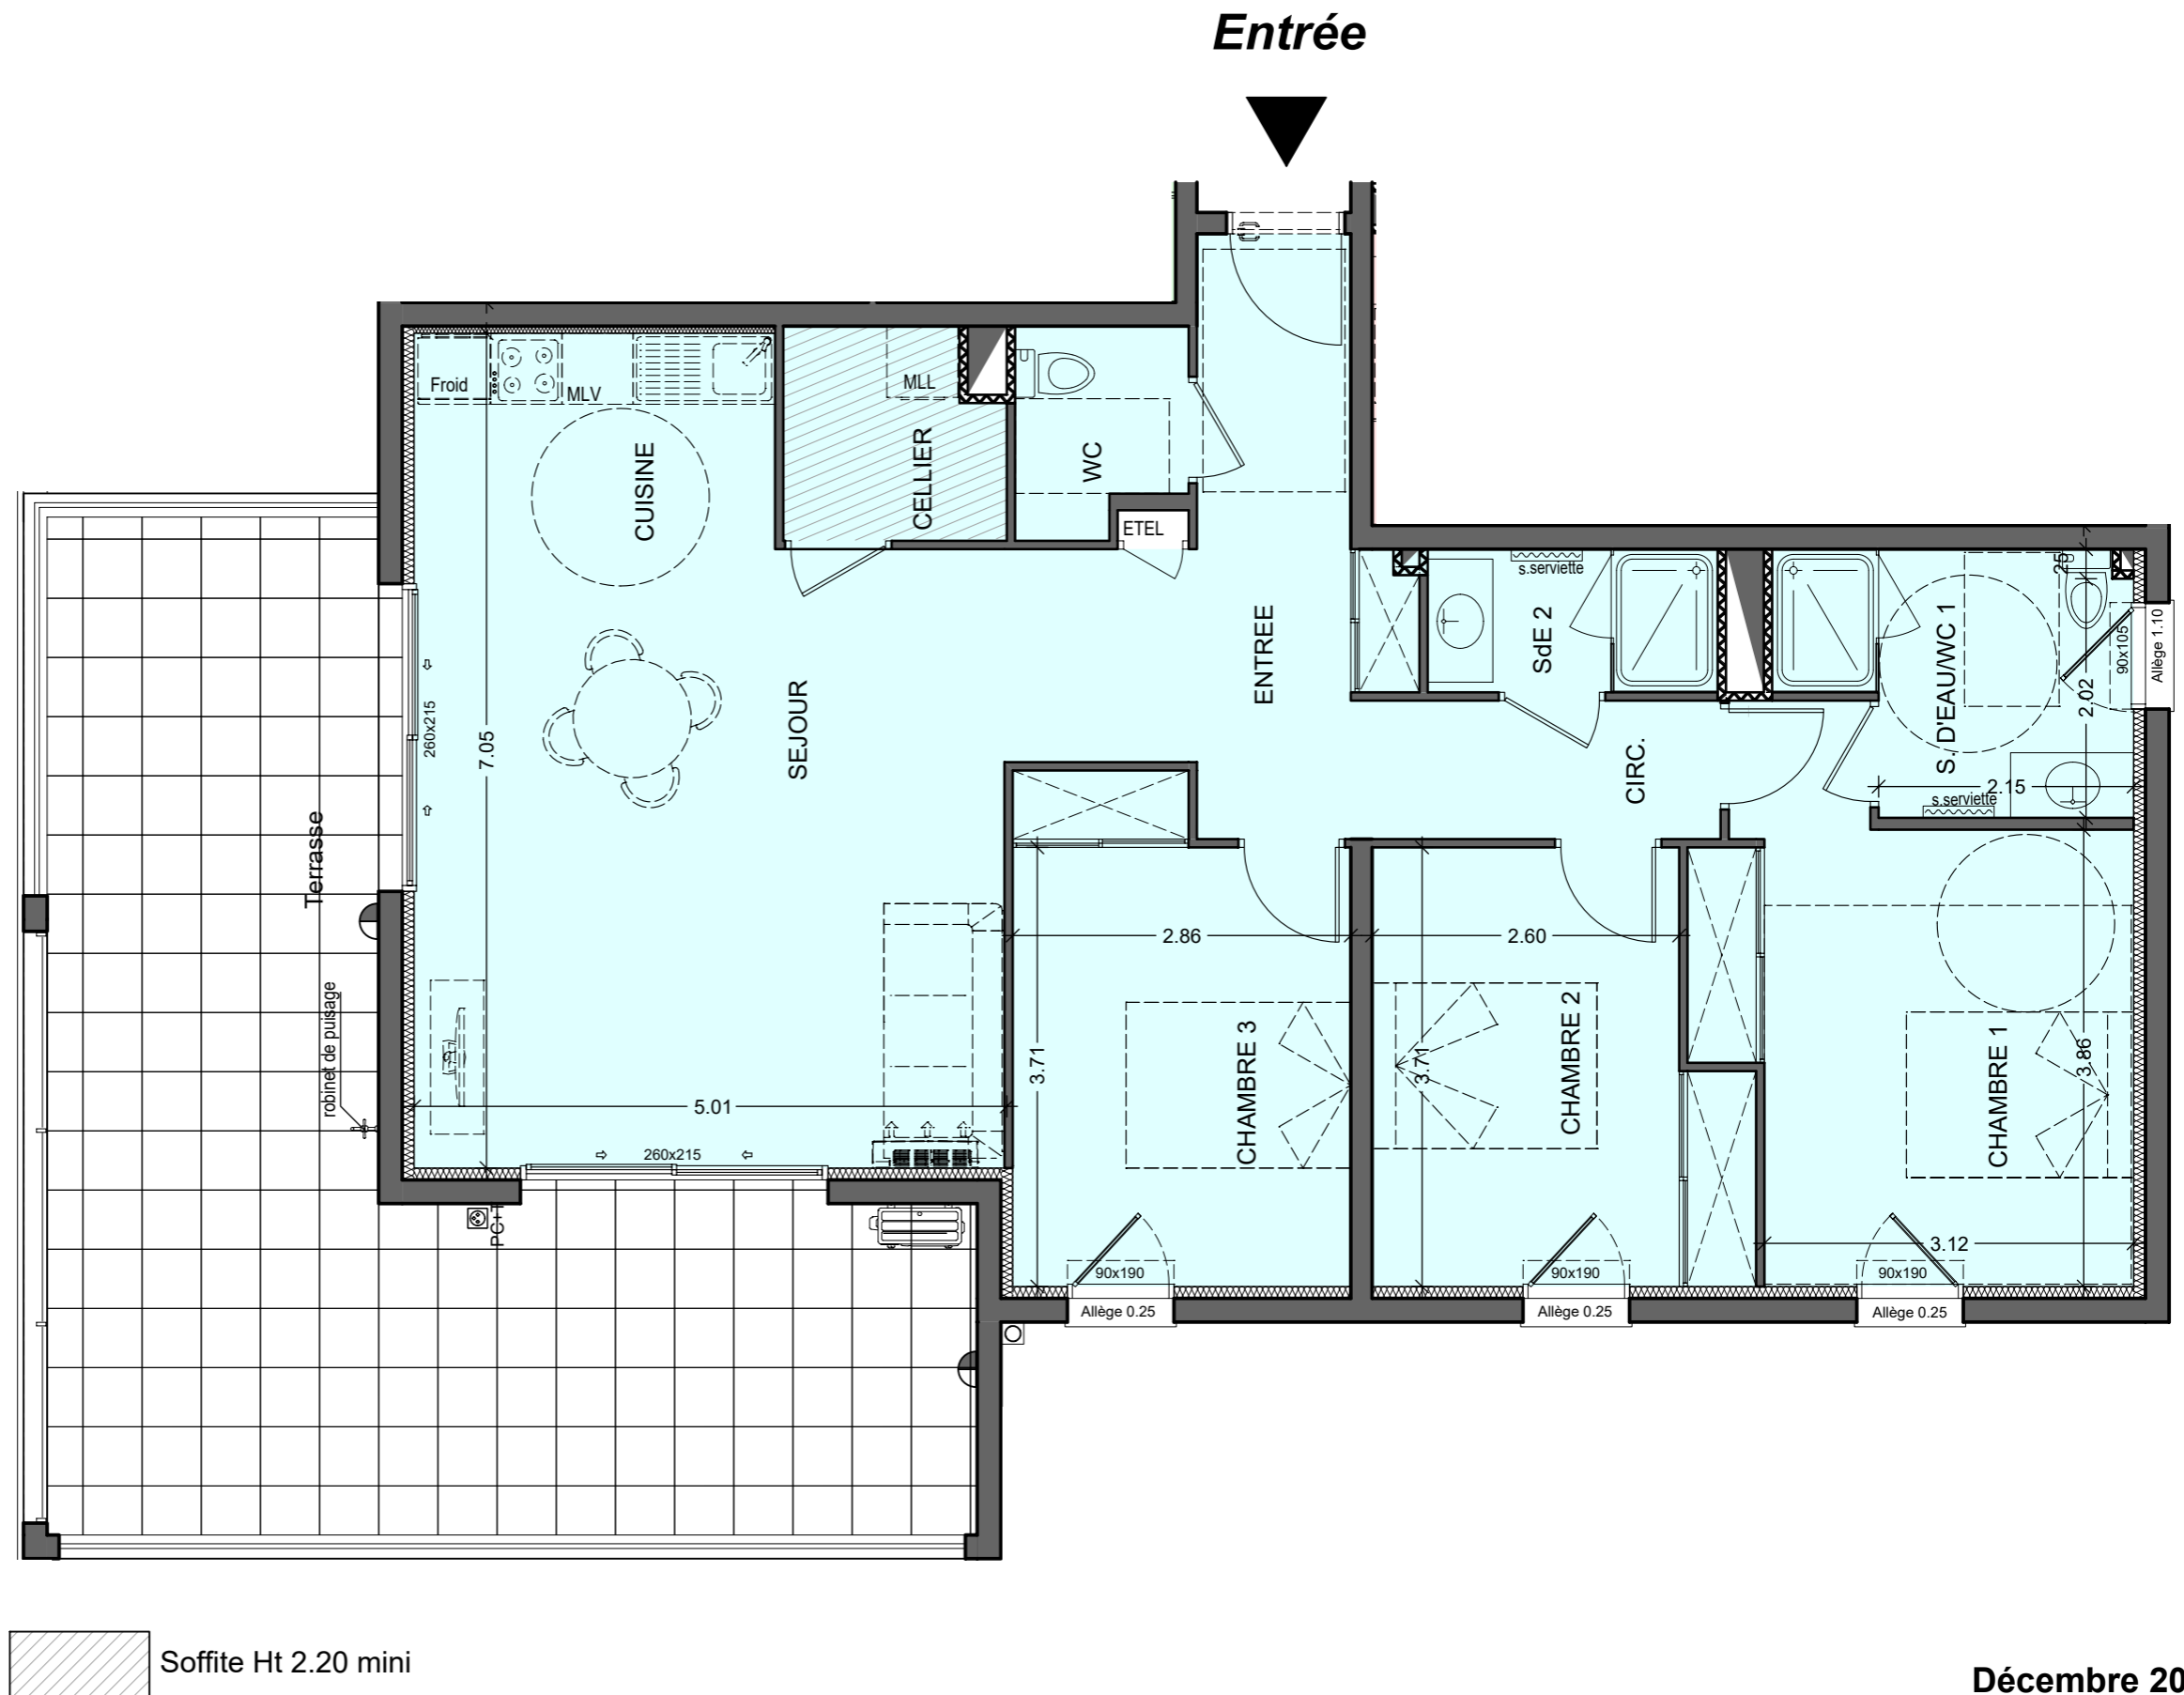 Entrée
Froid
MLV
MLL
CUISINE
CELLIER
WC
ETEL
ENTREE
SEJOUR
s.serviette
SdE 2
S. D'EAU/WC 1
25
90x105
Allège 1.10
2.02
2.15
s.serviette
CIRC.
260x215
7.05
Terrasse
robinet de puisage
2.86
2.60
3.71
3.71
3.86
5.01
CHAMBRE 3
CHAMBRE 2
CHAMBRE 1
260x215
PC+T
3.12
90x190
90x190
90x190
Allège 0.25
Allège 0.25
Allège 0.25
Soffite Ht 2.20 mini
Décembre 20